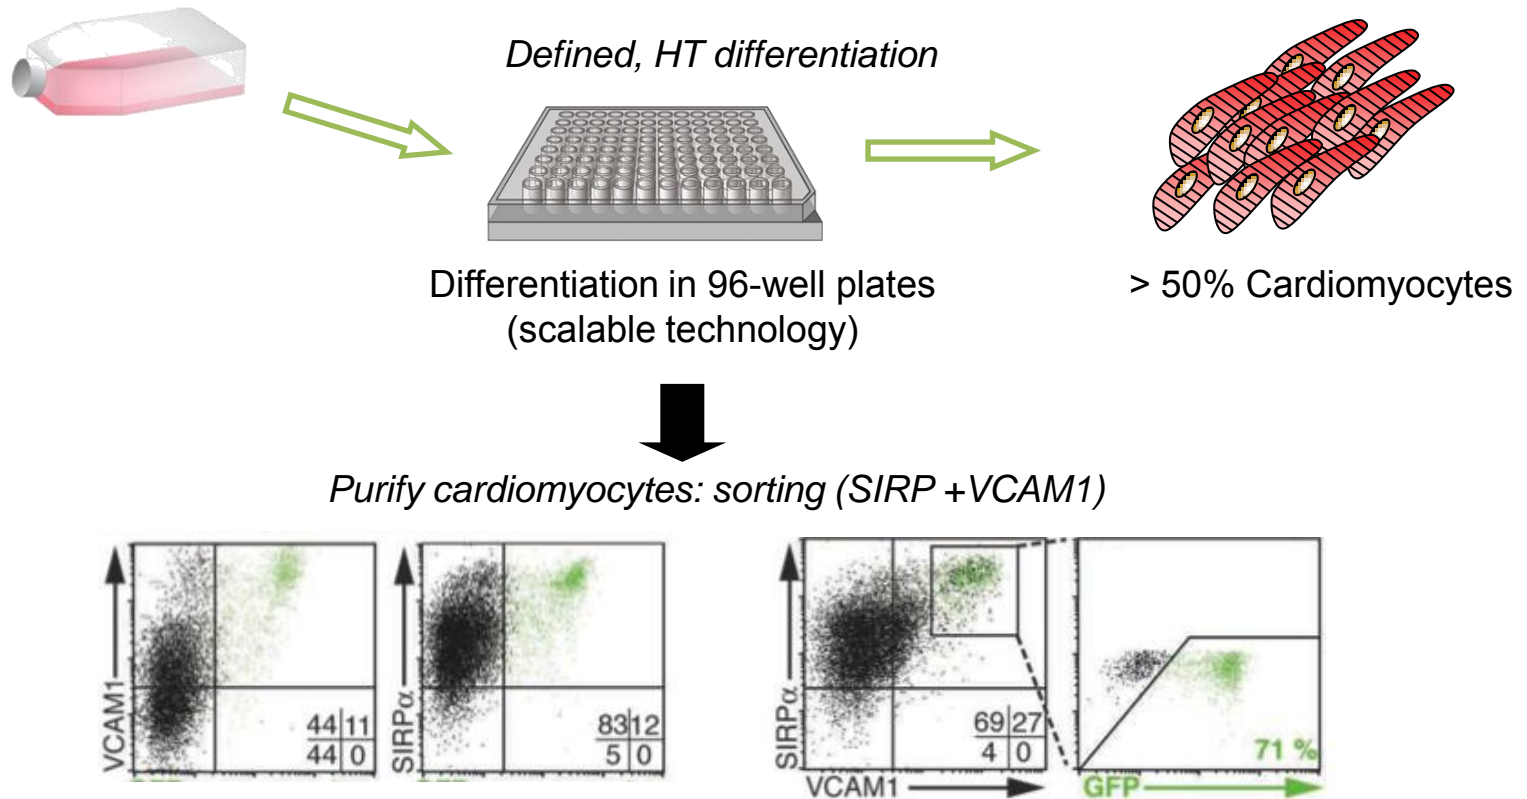 Defined, HT differentiation
Differentiation in 96-well plates
(scalable technology)
> 50% Cardiomyocytes
Purify cardiomyocytes: sorting (SIRP +VCAM1)
VCAM1
44 11
44 0
SIRPα
83 12
5 0
SIRPα
69 27
4 0
VCAM1
71 %
GFP